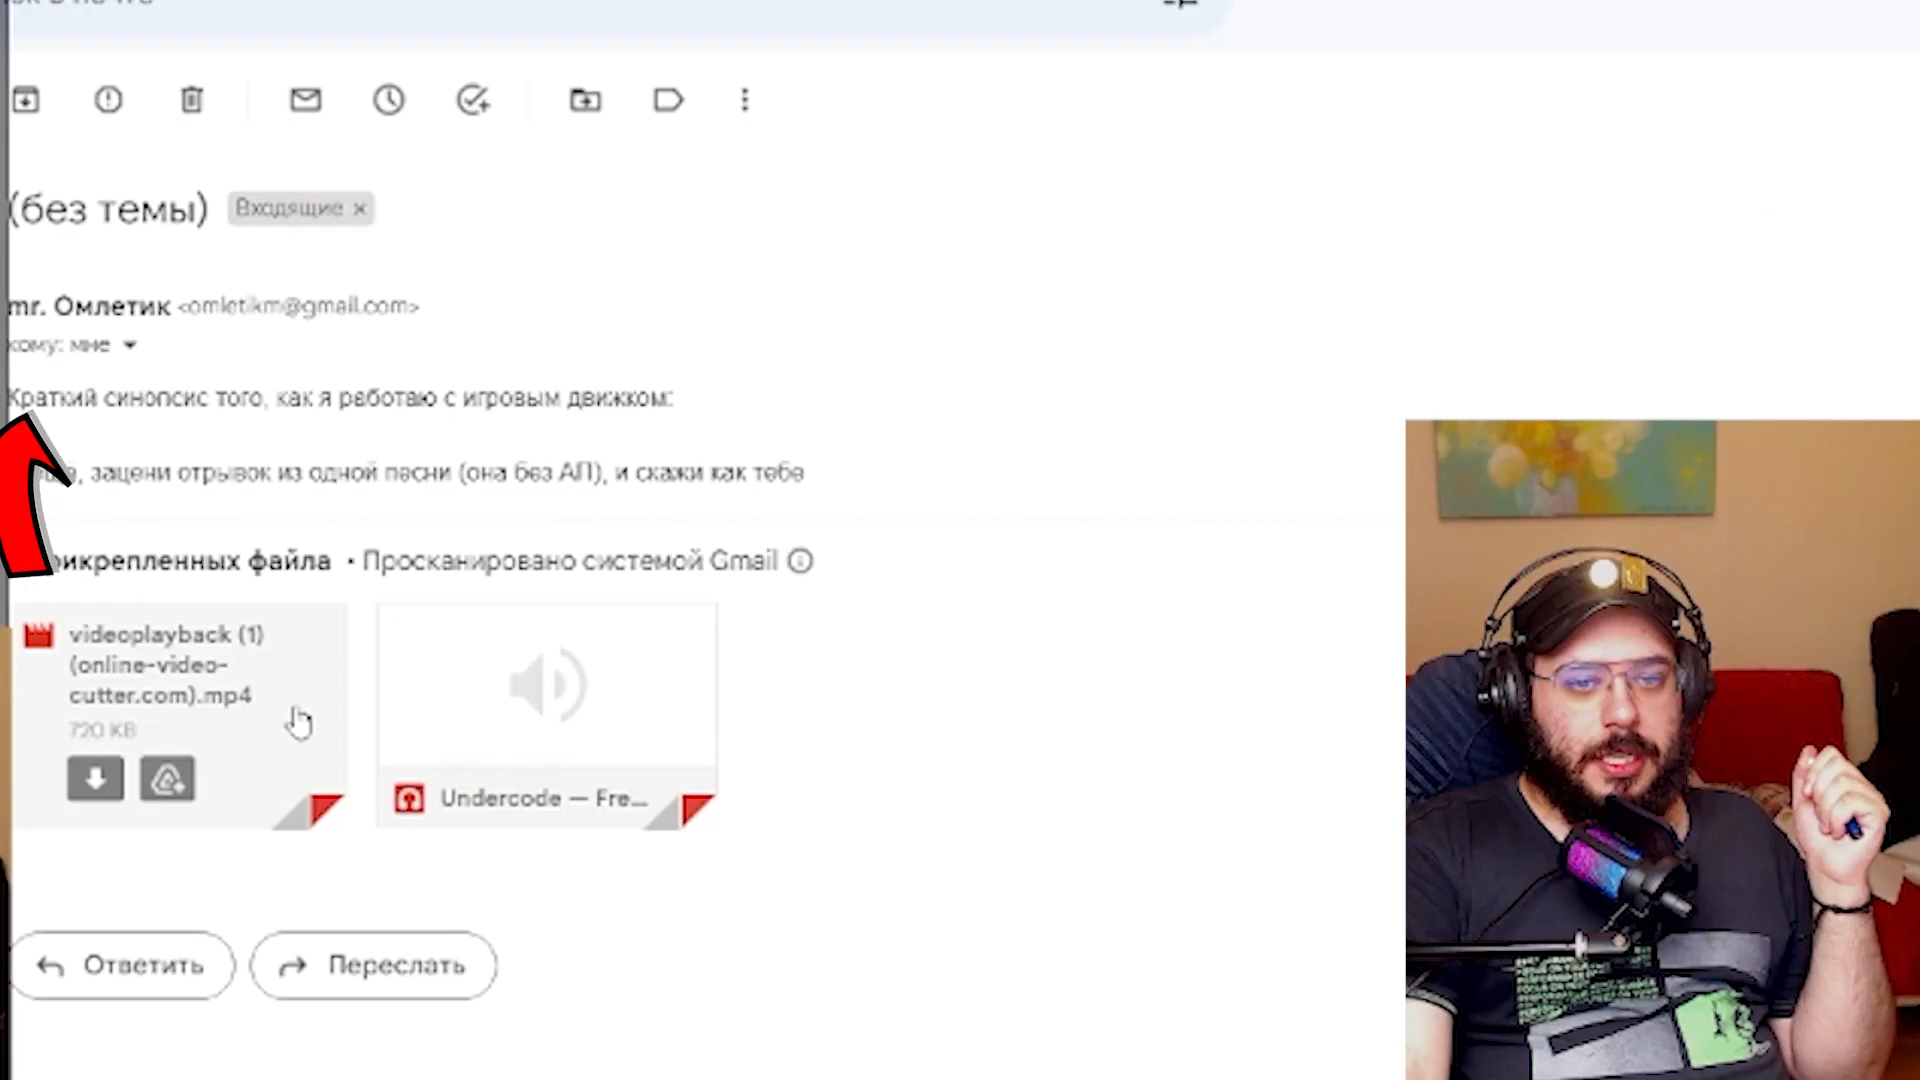 (без темы) Входящие ×
mr. Омлетик <omletikm@gmail.com>
кому: мне
Краткий синопсис того, как я работаю с игровым движком:
, зацени отрывок из одной песни (она без АП), и скажи как тебе
рикрепленных файла • Просканировано системой Gmail
videoplayback (1)
(online-video-
cutter.com).mp4
720 KB
Undercode — Fre...
Ответить
Переслать